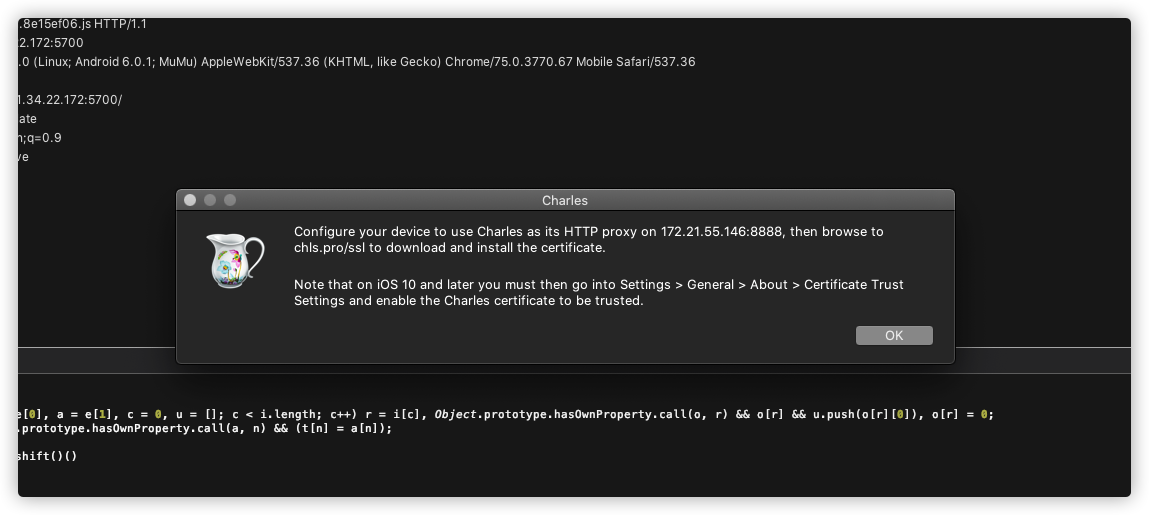 .8e15ef06.js HTTP/1.1
2.172:5700
.0 (Linux; Android 6.0.1; MuMu) AppleWebKit/537.36 (KHTML, like Gecko) Chrome/75.0.3770.67 Mobile Safari/537.36
1.34.22.172:5700/
ate
n;q=0.9
ve
Charles
Configure your device to use Charles as its HTTP proxy on 172.21.55.146:8888, then browse to
chls.pro/ssl to download and install the certificate.
Note that on iOS 10 and later you must then go into Settings > General > About > Certificate Trust
Settings and enable the Charles certificate to be trusted.
OK
e[0], a = e[1], c = 0, u = []; c < i.length; c++) r = i[c], Object.prototype.hasOwnProperty.call(o, r) && o[r] && u.push(o[r][0]), o[r] = 0;
.prototype.hasOwnProperty.call(a, n) && (t[n] = a[n]);
shift()()